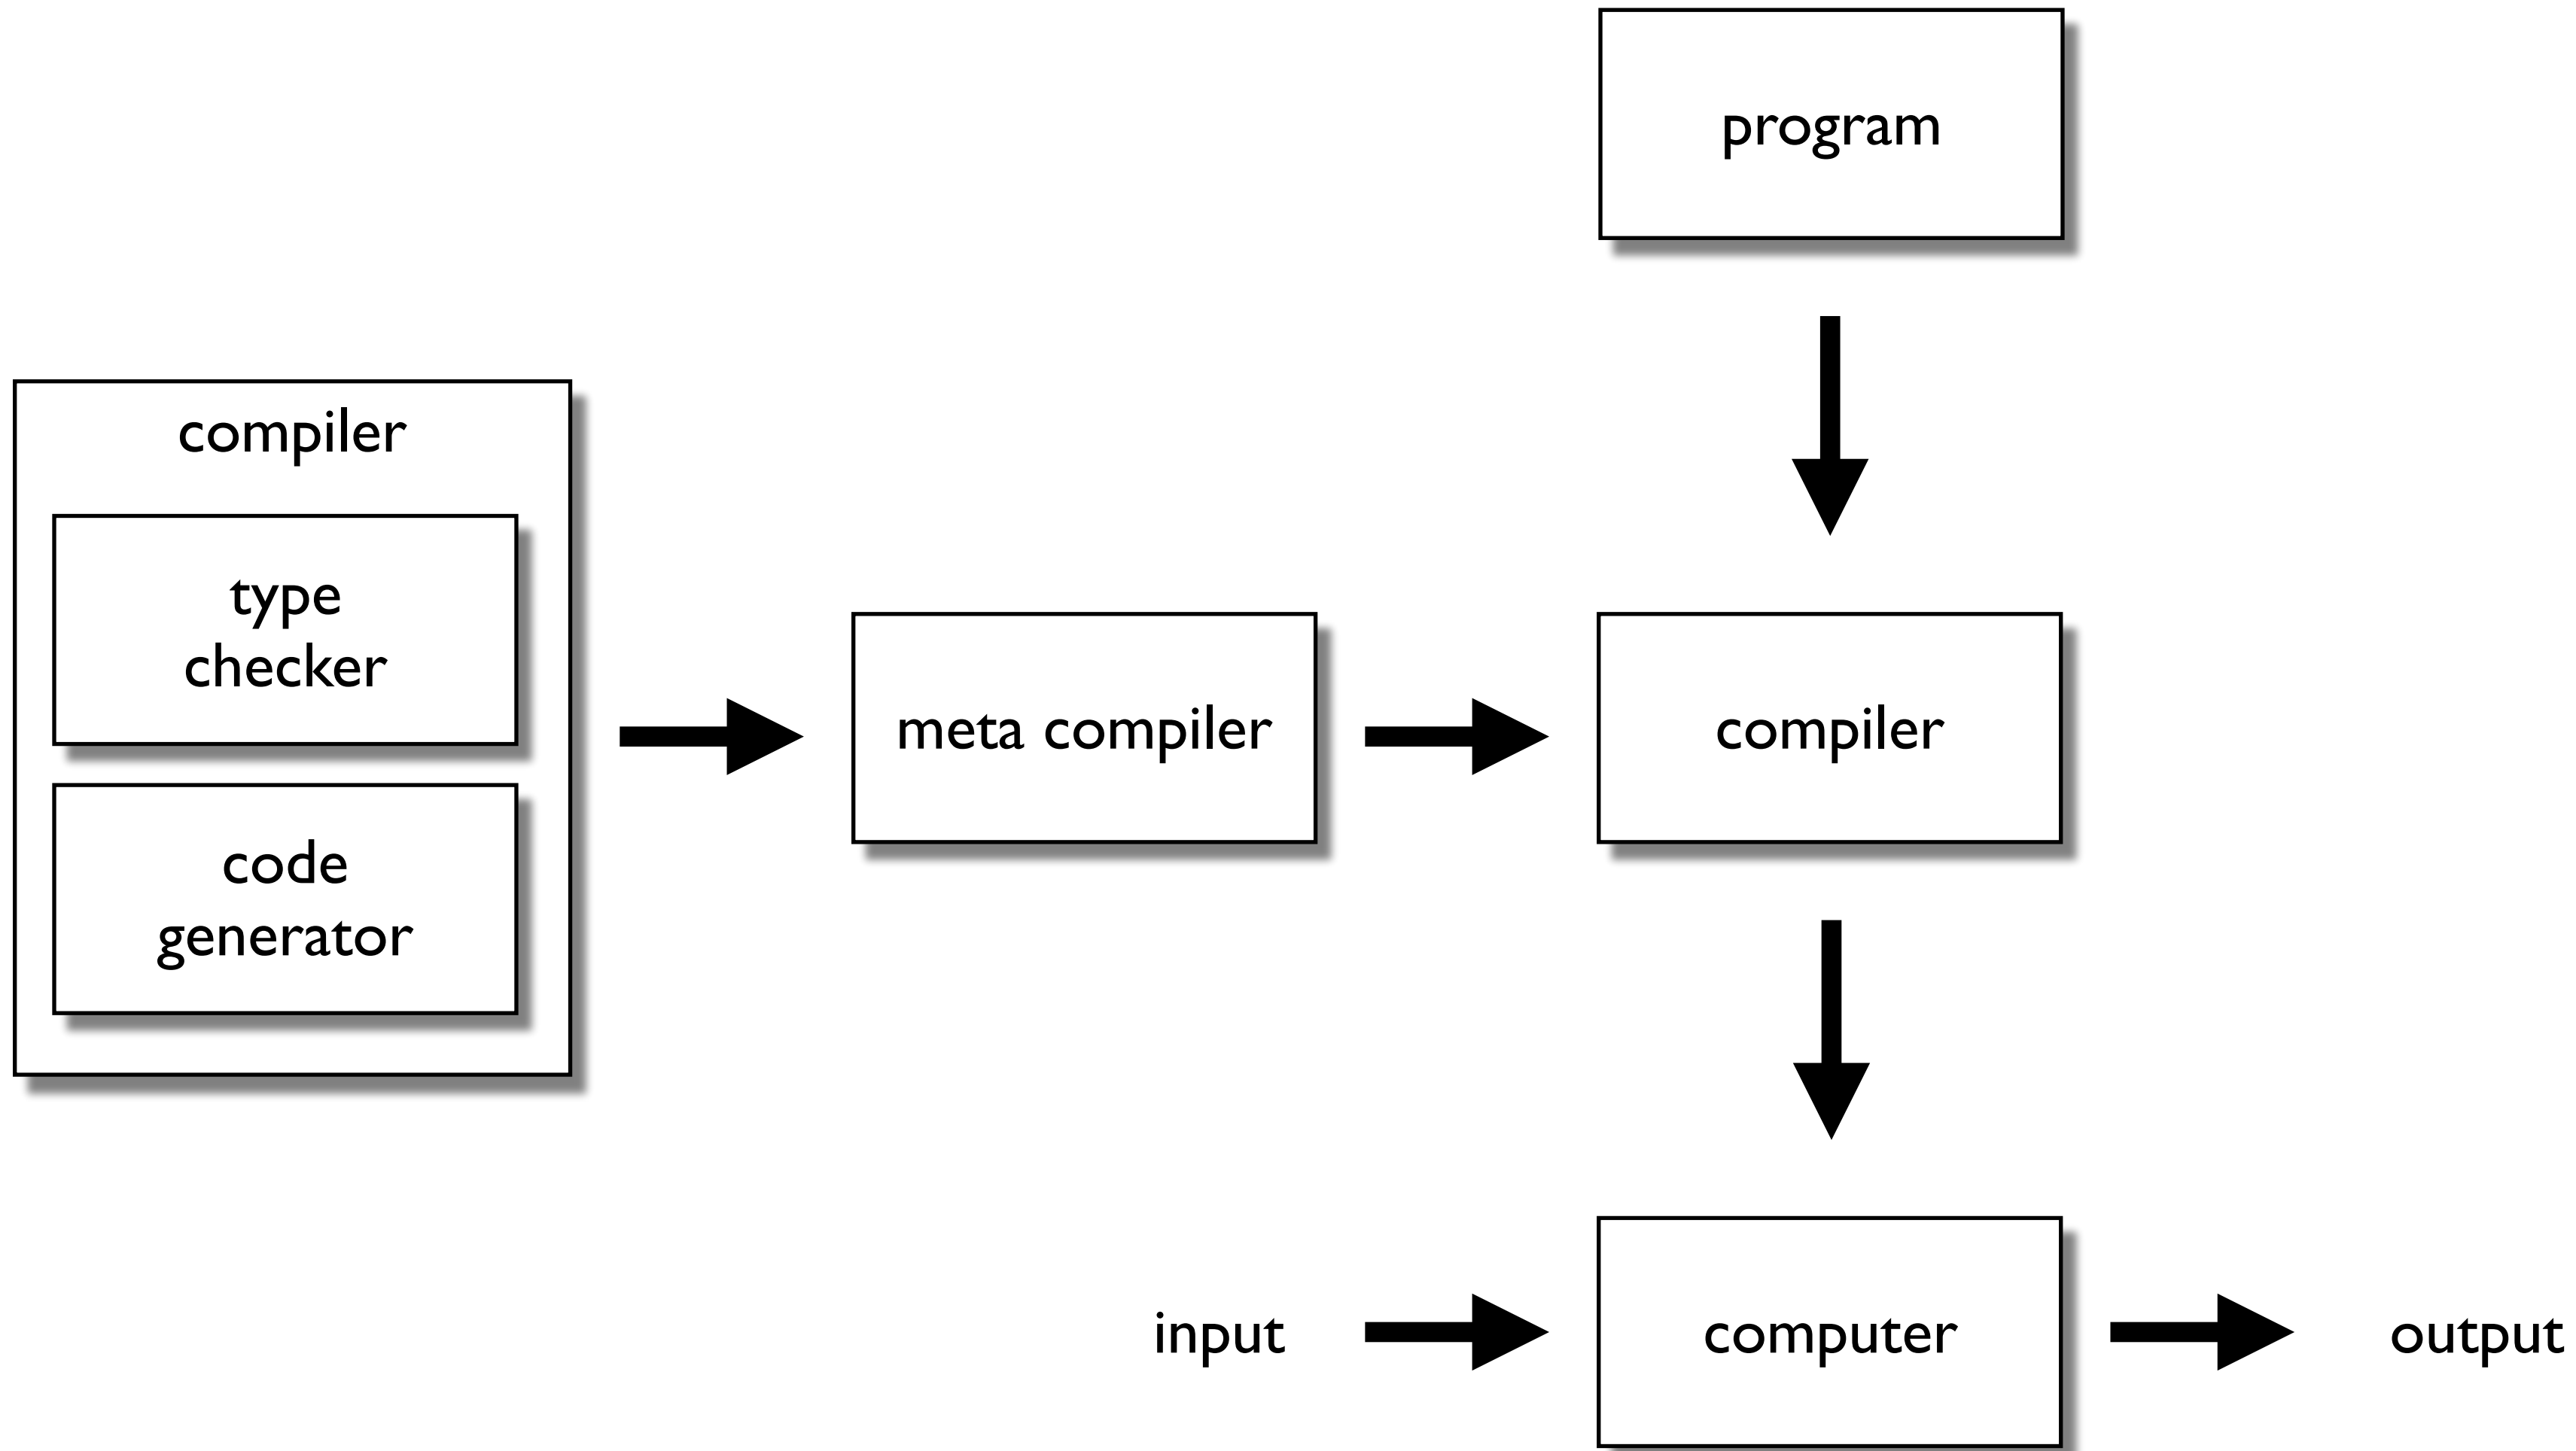 program
compiler
type
checker
code
generator
meta compiler
compiler
input
computer
output